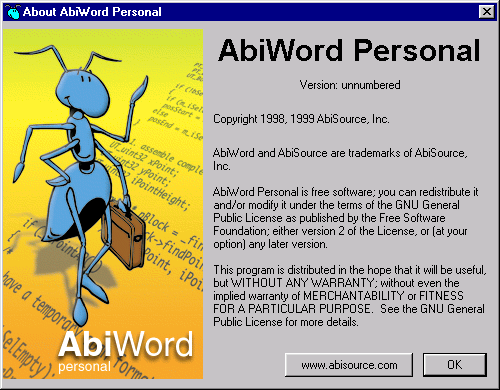 About AbiWord Personal
AbiWord Personal
Version: unnumbered
Copyright 1998, 1999 AbiSource, Inc.
AbiWord and AbiSource are trademarks of AbiSource,
Inc.
AbiWord Personal is free software; you can redistribute it
and/or modify it under the terms of the GNU General
Public License as published by the Free Software
Foundation; either version 2 of the License, or (at your
option) any later version.
This program is distributed in the hope that it will be useful,
but WITHOUT ANY WARRANTY; without even the
implied warranty of MERCHANTABILITY or FITNESS
FOR A PARTICULAR PURPOSE.  See the GNU General
Public License for more details.
AbiWord
personal
www.abisource.com
OK